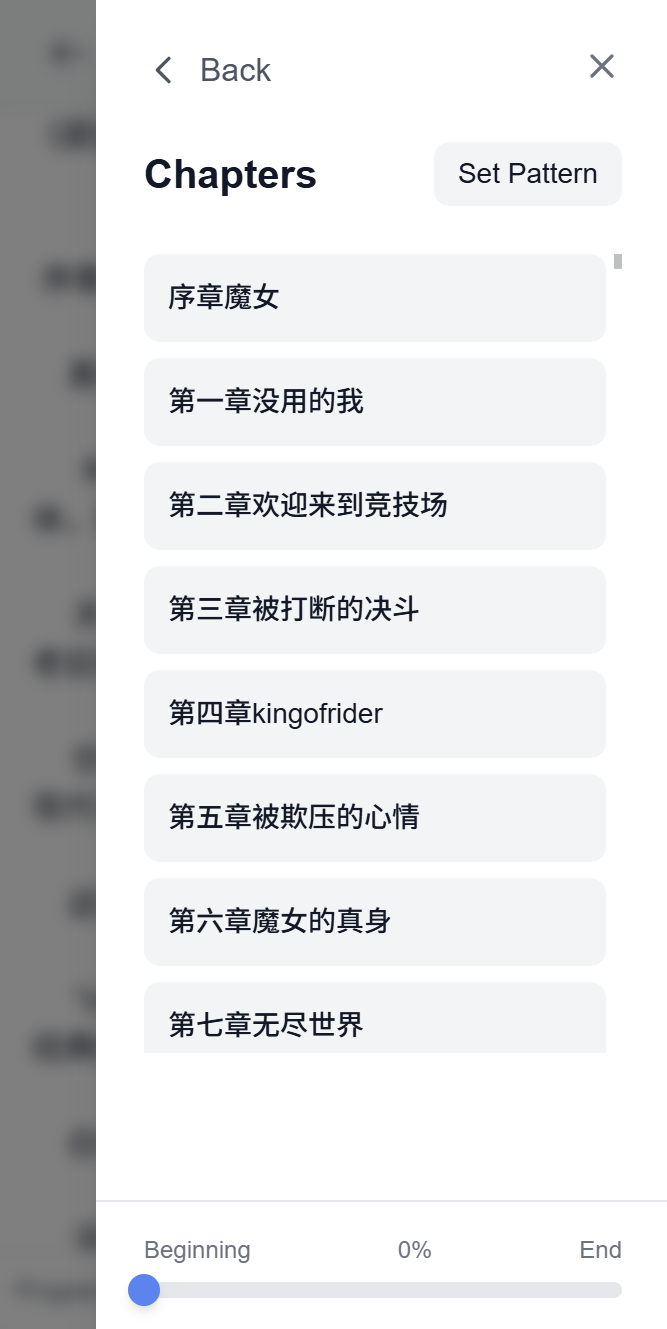 Back
Chapters
Set Pattern
序章魔女
第一章没用的我
第二章欢迎来到竞技场
第三章被打断的决斗
第四章kingofrider
第五章被欺压的心情
第六章魔女的真身
第七章无尽世界
Beginning
0%
End